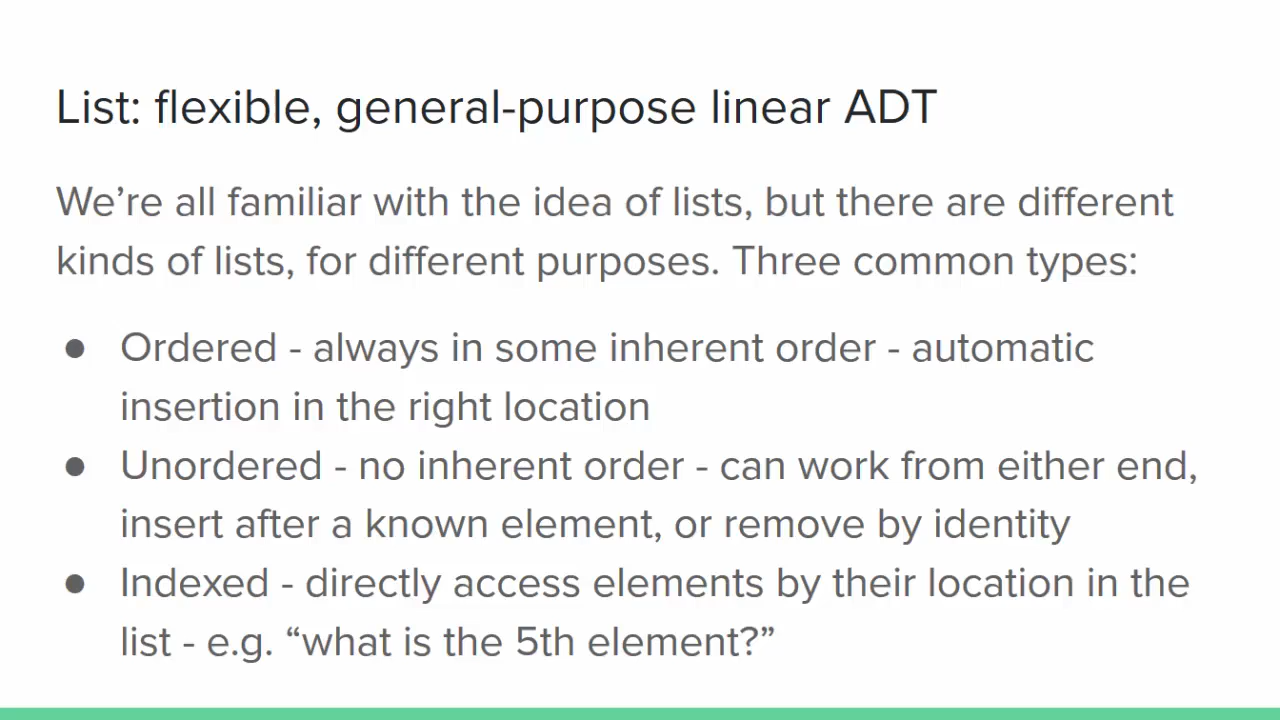 List: flexible, general-purpose linear ADT
We’re all familiar with the idea of lists, but there are different
kinds of lists, for different purposes. Three common types:
● Ordered - always in some inherent order - automatic
insertion in the right location
● Unordered - no inherent order - can work from either end,
insert after a known element, or remove by identity
● Indexed - directly access elements by their location in the
list - e.g. “what is the 5th element?”